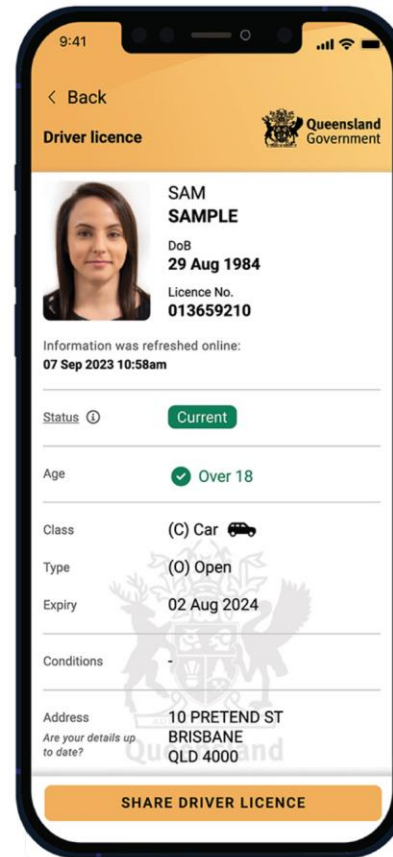 9:41
< Back
Driver licence
Queensland
Government
SAM
SAMPLE
DoB
29 Aug 1984
Licence No.
013659210
Information was refreshed online:
07 Sep 2023 10:58am
Status ⓘ
Current
Age
Over 18
Class
(C) Car
Type
(O) Open
Expiry
02 Aug 2024
Conditions
-
Address
Are your details up
to date?
10 PRETEND ST
BRISBANE
QLD 4000
Queensland
SHARE DRIVER LICENCE